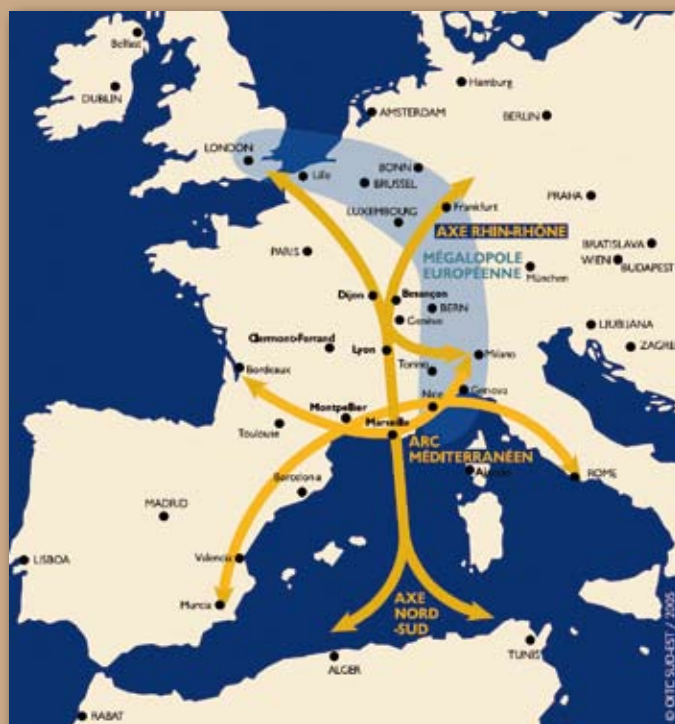 Belfast
DUBLIN
Hamburg
AMSTERDAM
BERLIN
LONDON
Lille
BONN
BRUSSEL
PRAHA
LUXEMBOURG
Frankfurt
AXE RHIN-RHÔNE
PARIS
MÉGALOPOLE
EUROPÉENNE
BRATISLAVA
WIEN
BUDAPEST
München
Dijon
Besançon
BERN
Genève
LJUBLJANA
Clermont-Ferrand
Lyon
Milano
ZAGRE
Torino
Bordeaux
Nice
Genova
Montpellier
Toulouse
Marseille
ARC
MÉDITERRANÉEN
ROME
Barcelona
MADRID
LISBOA
Valencia
Murcia
AXE
NORD
-SUD
ALGER
TUNIS
RABAT
© OITC SUD-EST / 2005